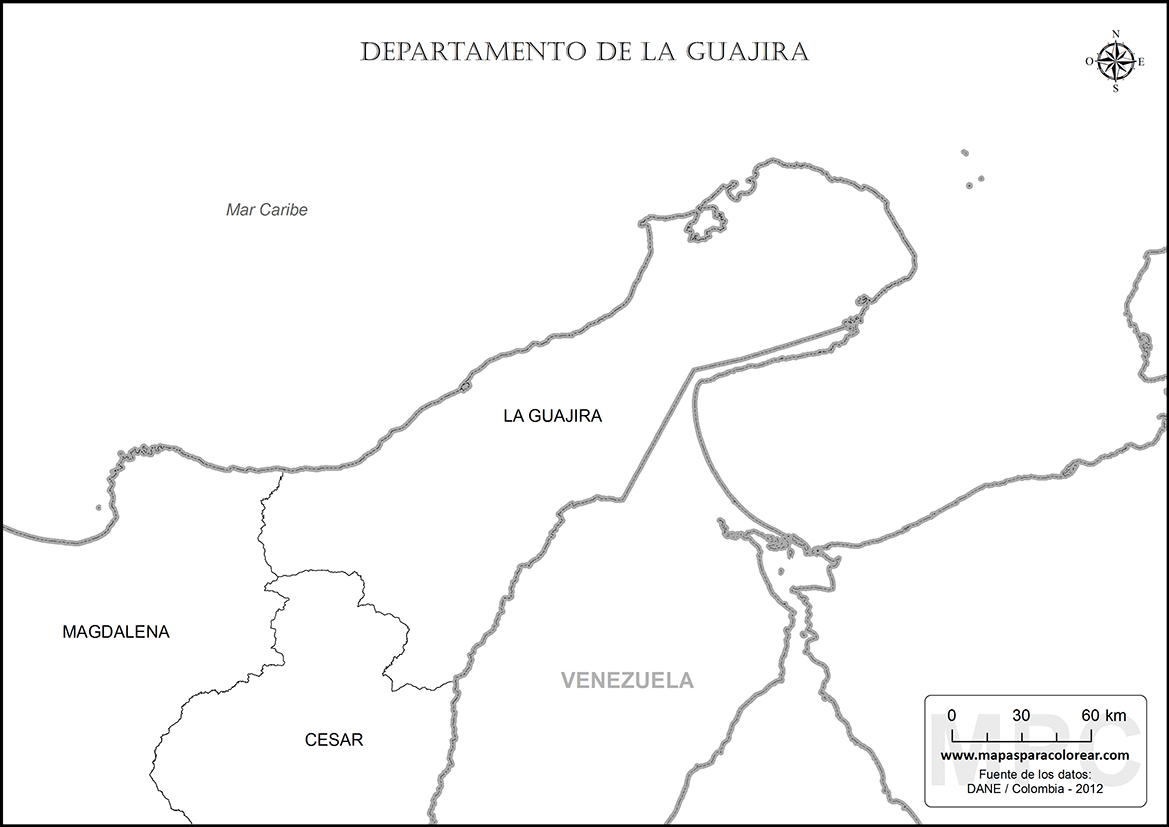 DEPARTAMENTO DE LA GUAJIRA
N
O E
S
Mar Caribe
LA GUAJIRA
MAGDALENA
VENEZUELA
CESAR
0 30 60 km
MPC
www.mapasparacolorear.com
Fuente de los datos:
DANE / Colombia - 2012